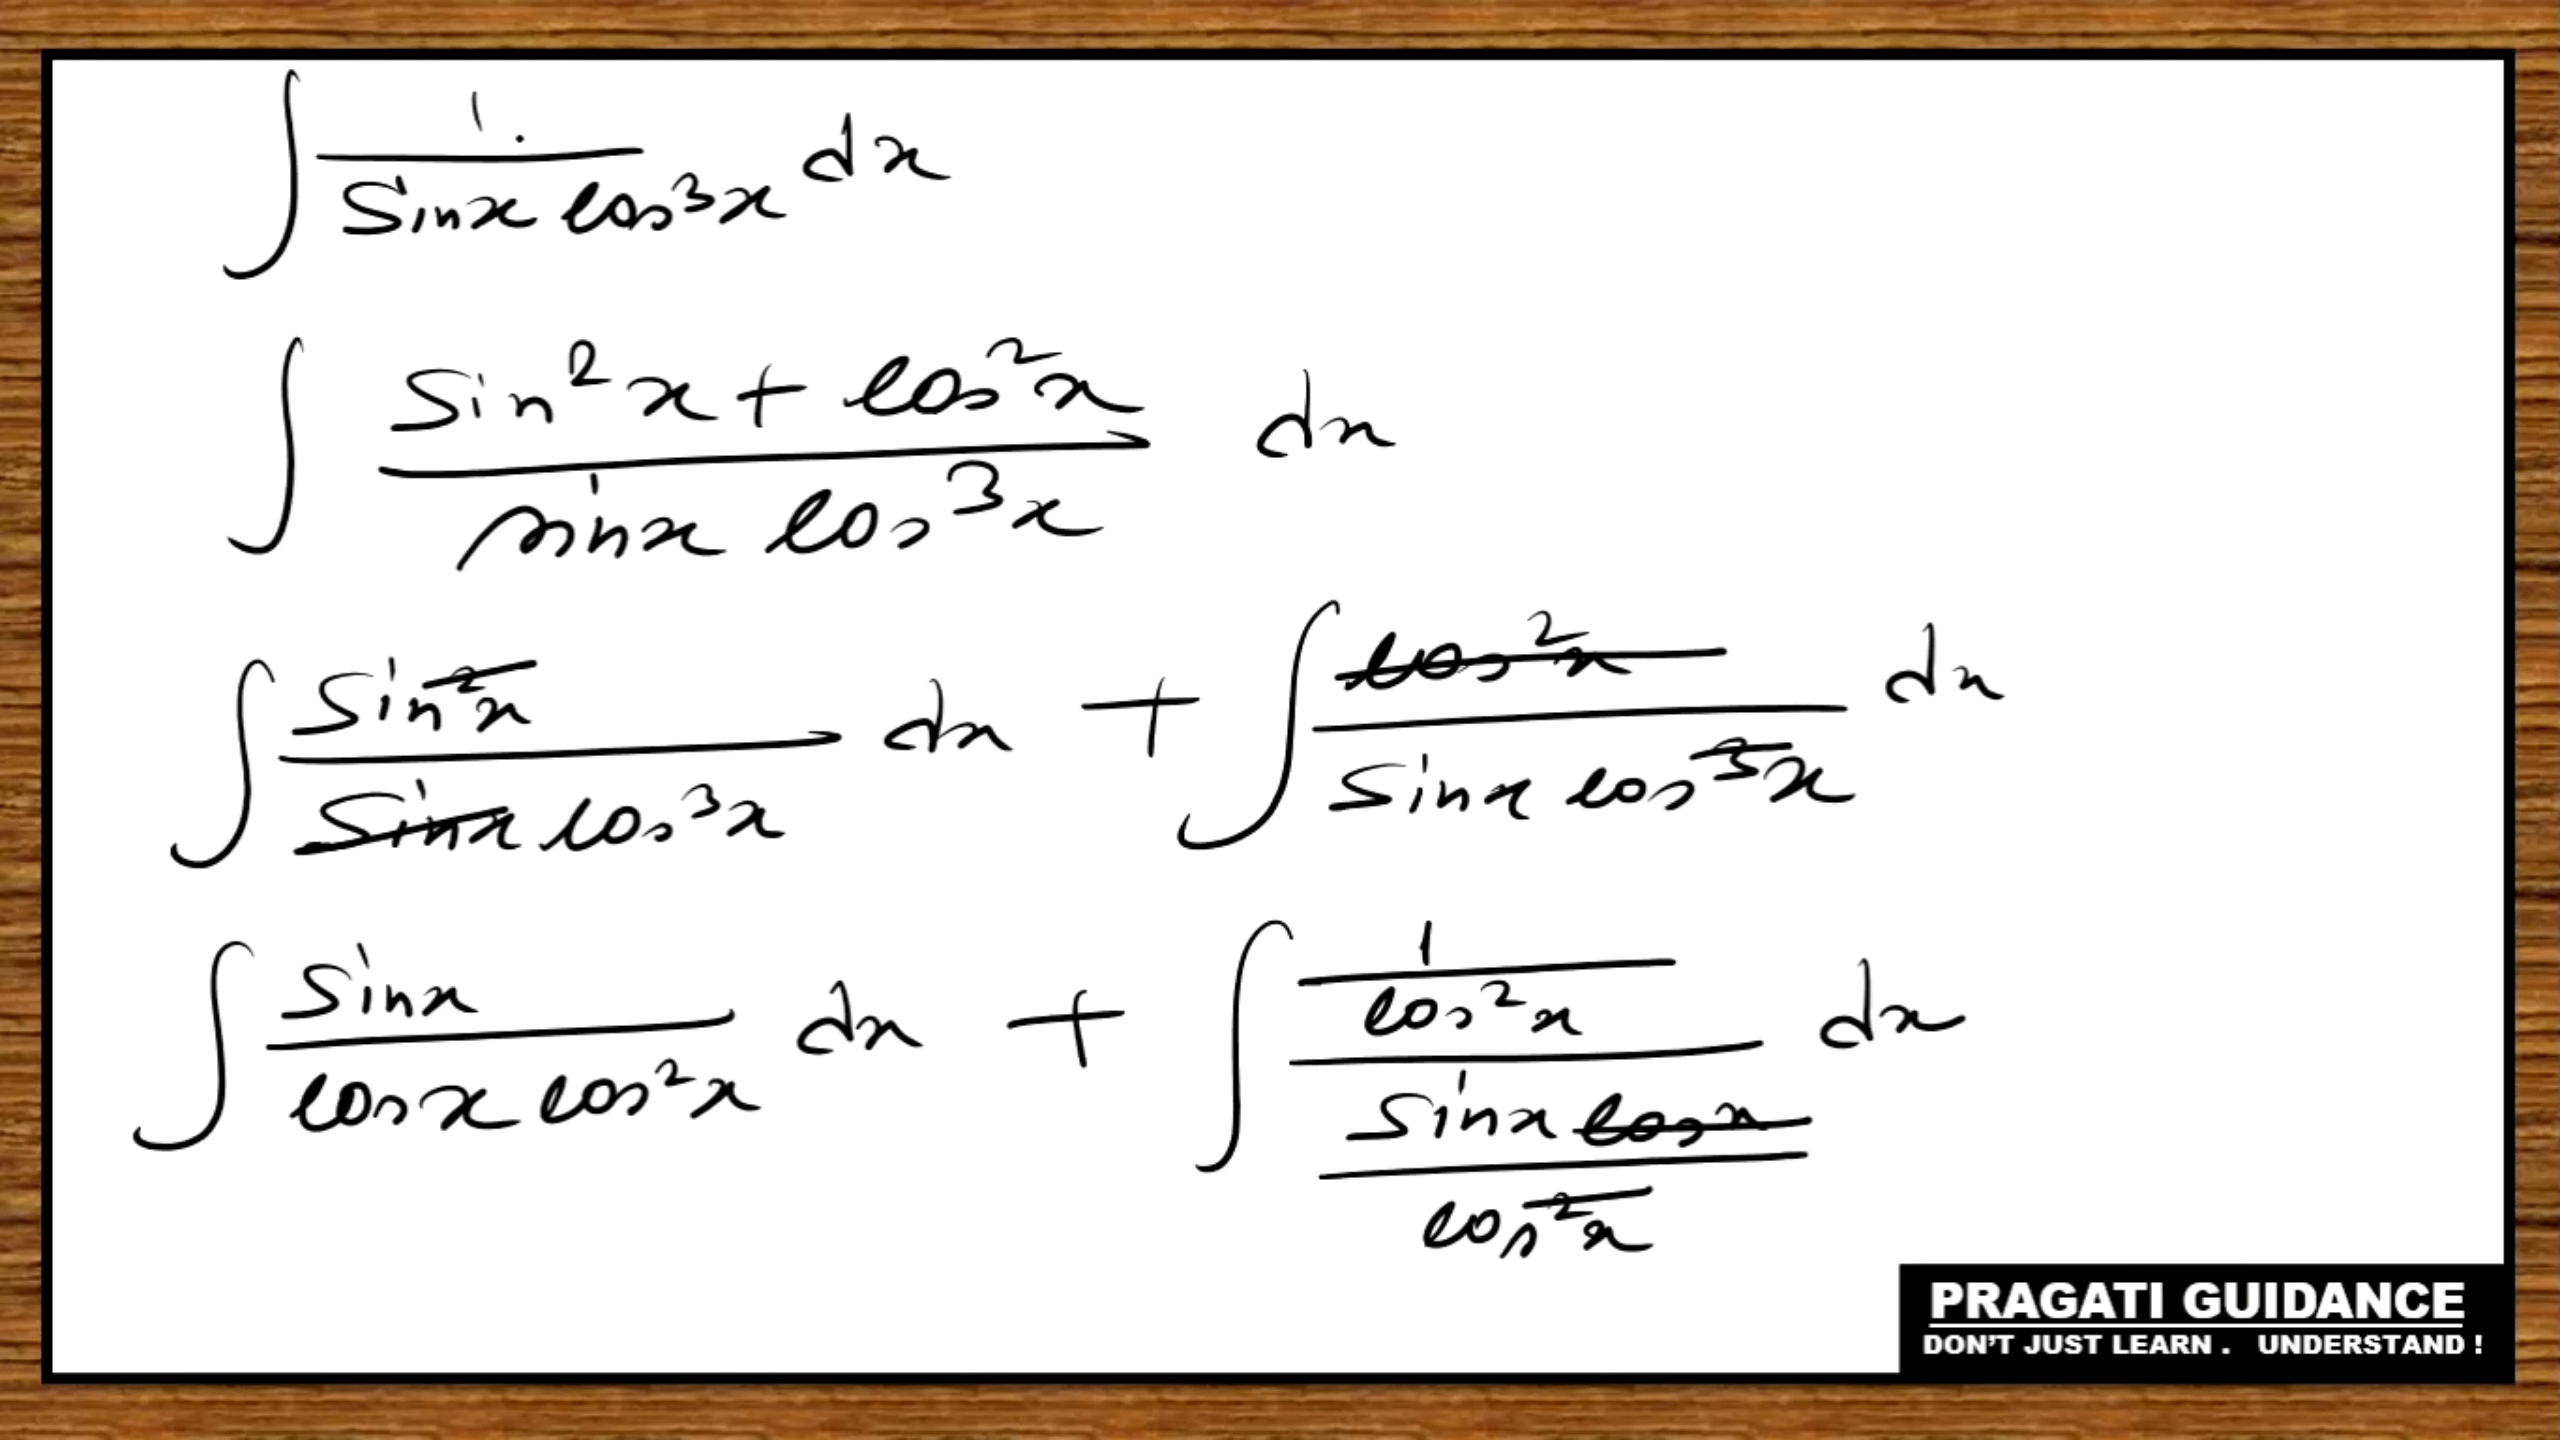 ∫ 1/(Sinx cos³x) dx
∫ (Sin²x + cos²x)/(sinx cos³x) dx
∫ Sin²x/(Sinx cos³x) dx + ∫ cos²x/(Sinx cos³x) dx
∫ Sinx/(cosx cos²x) dx + ∫ (1/cos²x)/((Sinx cosx)/cos²x) dx
PRAGATI GUIDANCE
DON'T JUST LEARN . UNDERSTAND !